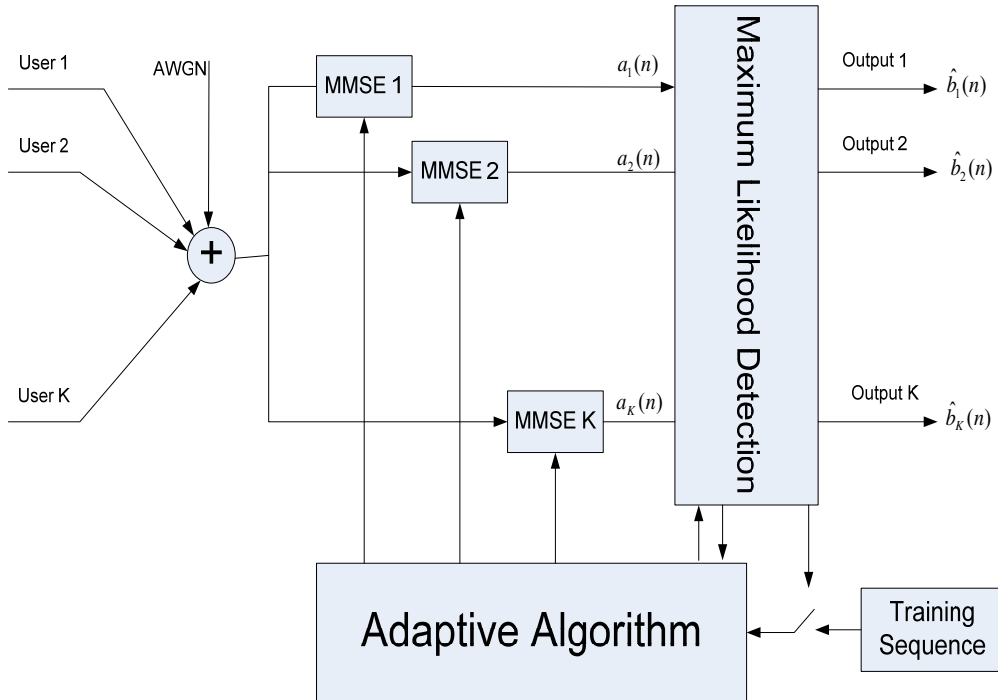 User 1
AWGN
MMSE 1
a₁(n)
Output 1
b̂₁(n)
User 2
MMSE 2
a₂(n)
Output 2
b̂₂(n)
+
Maximum Likelihood Detection
User K
MMSE K
a_K(n)
Output K
b̂_K(n)
Adaptive Algorithm
Training
Sequence